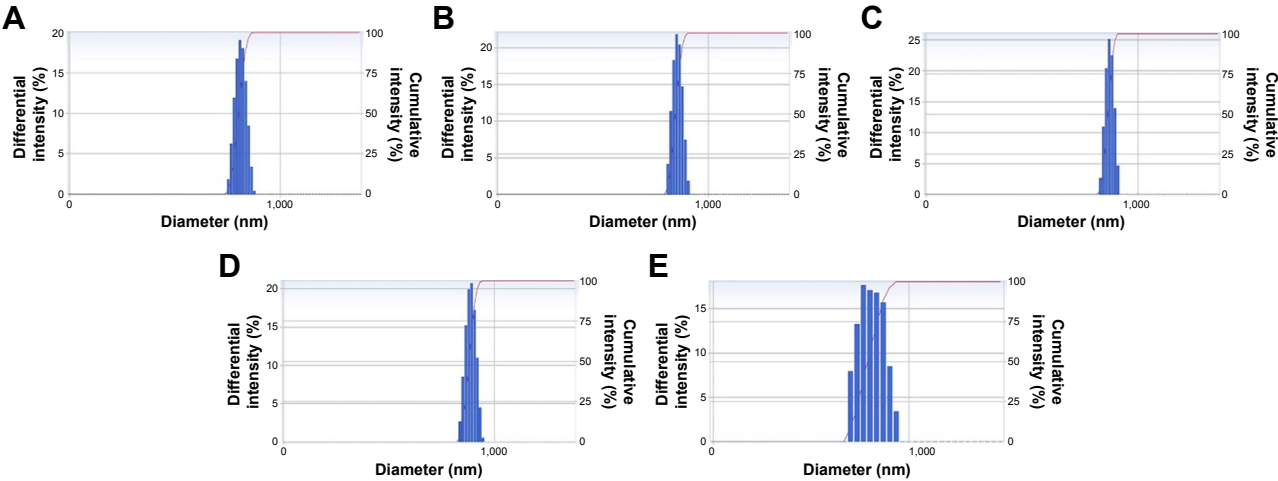 A
Differential
intensity (%)
20
15
10
5
0
100
75
50
25
0
Cumulative
intensity (%)
0
1,000
Diameter (nm)
B
Differential
intensity (%)
20
15
10
5
0
100
75
50
25
0
Cumulative
intensity (%)
0
1,000
Diameter (nm)
C
Differential
intensity (%)
25
20
15
10
5
0
100
75
50
25
0
Cumulative
intensity (%)
0
1,000
Diameter (nm)
D
Differential
intensity (%)
20
15
10
5
0
100
75
50
25
0
Cumulative
intensity (%)
0
1,000
Diameter (nm)
E
Differential
intensity (%)
15
10
5
0
100
75
50
25
0
Cumulative
intensity (%)
0
1,000
Diameter (nm)